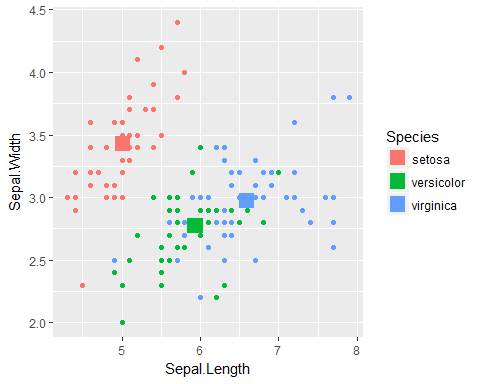 4.5
4.0
3.5
3.0
2.5
2.0
Sepal.Width
5
6
7
8
Sepal.Length
Species
setosa
versicolor
virginica